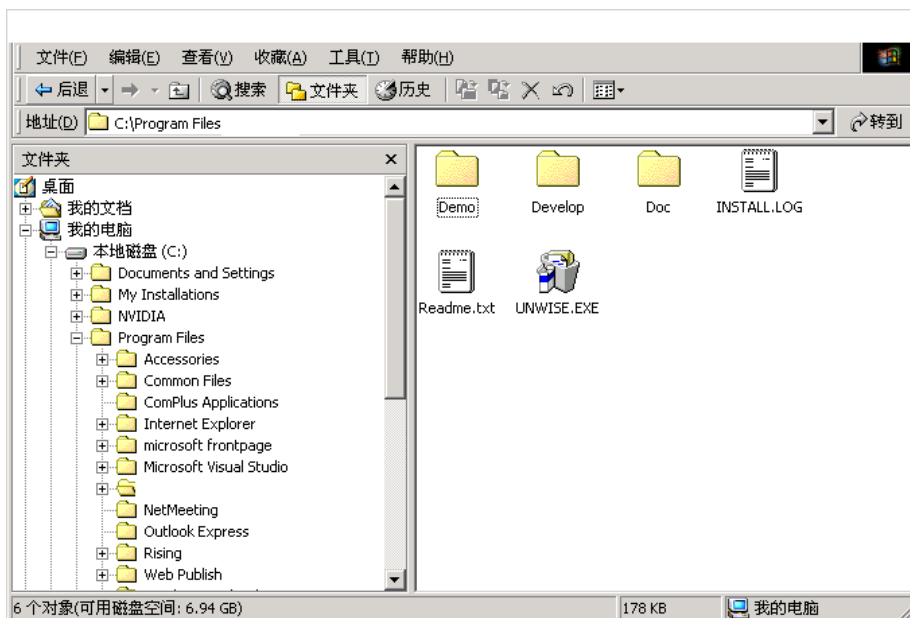 文件(F) 编辑(E) 查看(V) 收藏(A) 工具(T) 帮助(H)
后退 搜索 文件夹 历史
地址(D) C:\Program Files 转到
文件夹
桌面
我的文档
我的电脑
本地磁盘 (C:)
Documents and Settings
My Installations
NVIDIA
Program Files
Accessories
Common Files
ComPlus Applications
Internet Explorer
microsoft frontpage
Microsoft Visual Studio
NetMeeting
Outlook Express
Rising
Web Publish
Demo Develop Doc INSTALL.LOG
Readme.txt UNWISE.EXE
6 个对象(可用磁盘空间: 6.94 GB) 178 KB 我的电脑